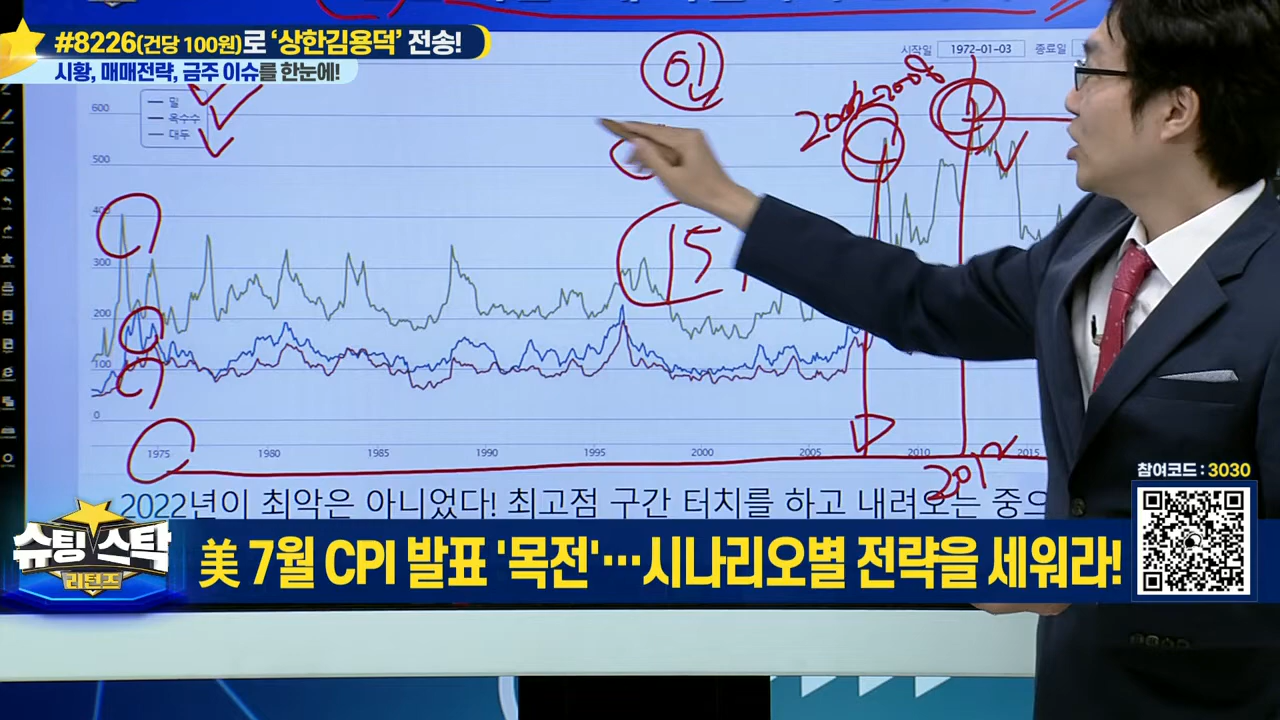 #8226(건당 100원)로 '상한김용덕' 전송!
시황, 매매전략, 금주 이슈를 한눈에!
시작일 1972-01-03 종료일
밀
옥수수
대두
600
500
400
300
200
100
0
1975 1980 1985 1990 1995 2000 2005 2010 2015
15
2012
2022년이 최악은 아니었다! 최고점 구간 터치를 하고 내려오는 중으
참여코드 : 3030
슈팅스탁
리턴즈
美 7월 CPI 발표 '목전'…시나리오별 전략을 세워라!